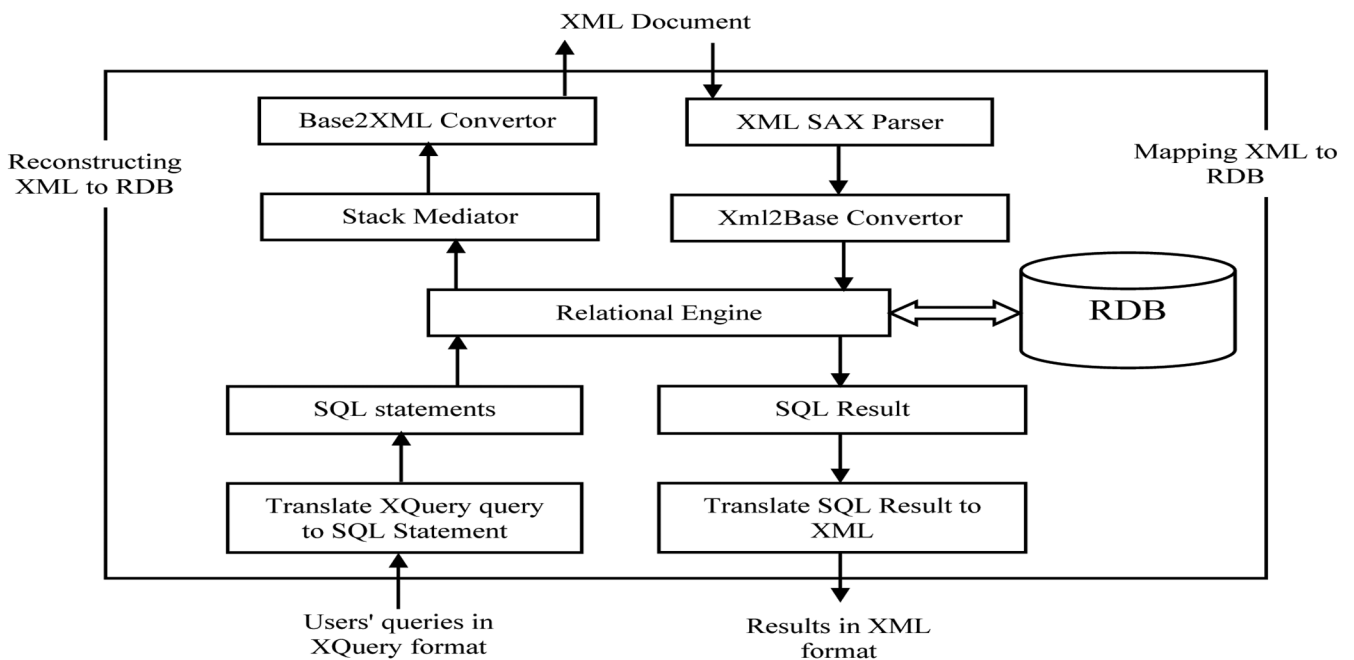 XML Document
Base2XML Convertor
XML SAX Parser
Reconstructing
XML to RDB
Mapping XML to
RDB
Stack Mediator
Xml2Base Convertor
Relational Engine
RDB
SQL statements
SQL Result
Translate XQuery query
to SQL Statement
Translate SQL Result to
XML
Users' queries in
XQuery format
Results in XML
format